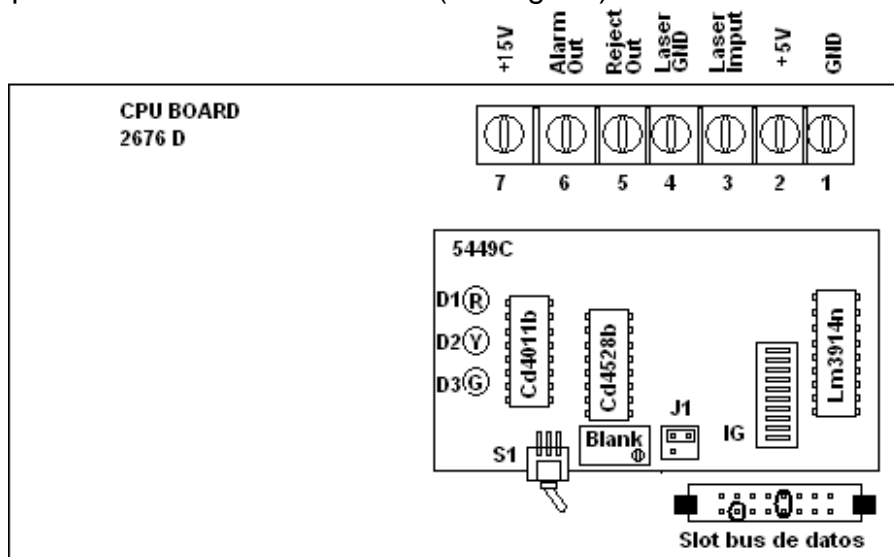 +15V
Alarm Out
Reject Out
Laser GND
Laser Imput
+5V
GND
CPU BOARD
2676 D
7 6 5 4 3 2 1
5449C
D1 R
D2 Y
D3 G
Cd4011b
Cd4528b
Lm3914n
J1
IG
Blank
S1
Slot bus de datos